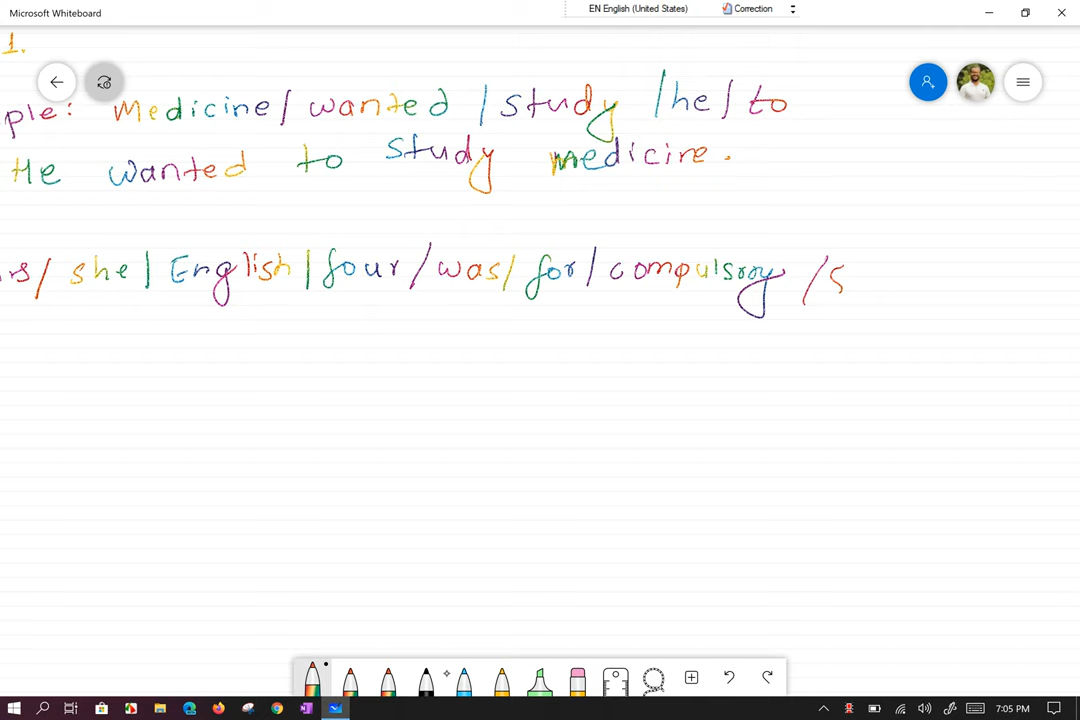 Microsoft Whiteboard
EN English (United States) Correction
1.
ple: Medicine/ wanted /study /he/ to
He wanted to study medicine.
rs/ she/ English/ four/ was/ for/ compulsroy /s
7:05 PM